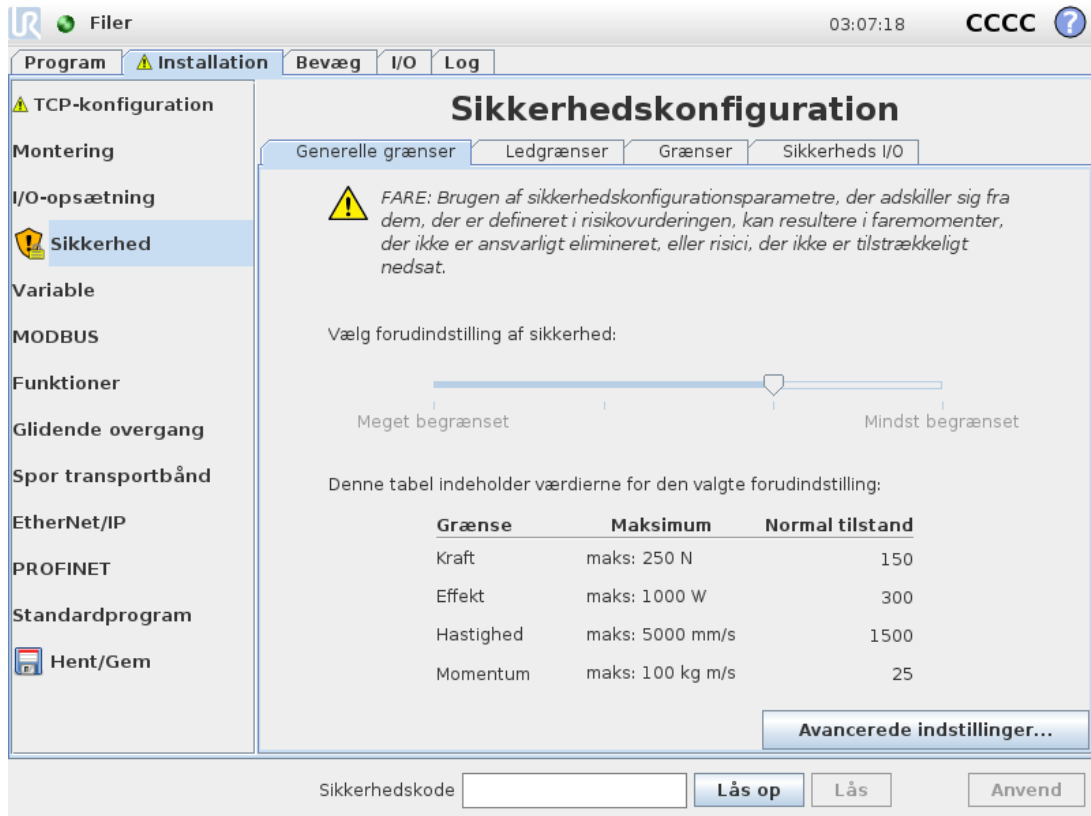 UR
Filer
03:07:18
CCCC
?
Program
Installation
Bevæg
I/O
Log
TCP-konfiguration
Montering
I/O-opsætning
Sikkerhed
Variable
MODBUS
Funktioner
Glidende overgang
Spor transportbånd
EtherNet/IP
PROFINET
Standardprogram
Hent/Gem
Sikkerhedskonfiguration
Generelle grænser
Ledgrænser
Grænser
Sikkerheds I/O
FARE: Brugen af sikkerhedskonfigurationsparametre, der adskiller sig fra
dem, der er defineret i risikovurderingen, kan resultere i faremomenter,
der ikke er ansvarligt elimineret, eller risici, der ikke er tilstrækkeligt
nedsat.
Vælg forudindstilling af sikkerhed:
Meget begrænset
Mindst begrænset
Denne tabel indeholder værdierne for den valgte forudindstilling:
Grænse Maksimum Normal tilstand
Kraft maks: 250 N 150
Effekt maks: 1000 W 300
Hastighed maks: 5000 mm/s 1500
Momentum maks: 100 kg m/s 25
Avancerede indstillinger...
Sikkerhedskode
Lås op
Lås
Anvend